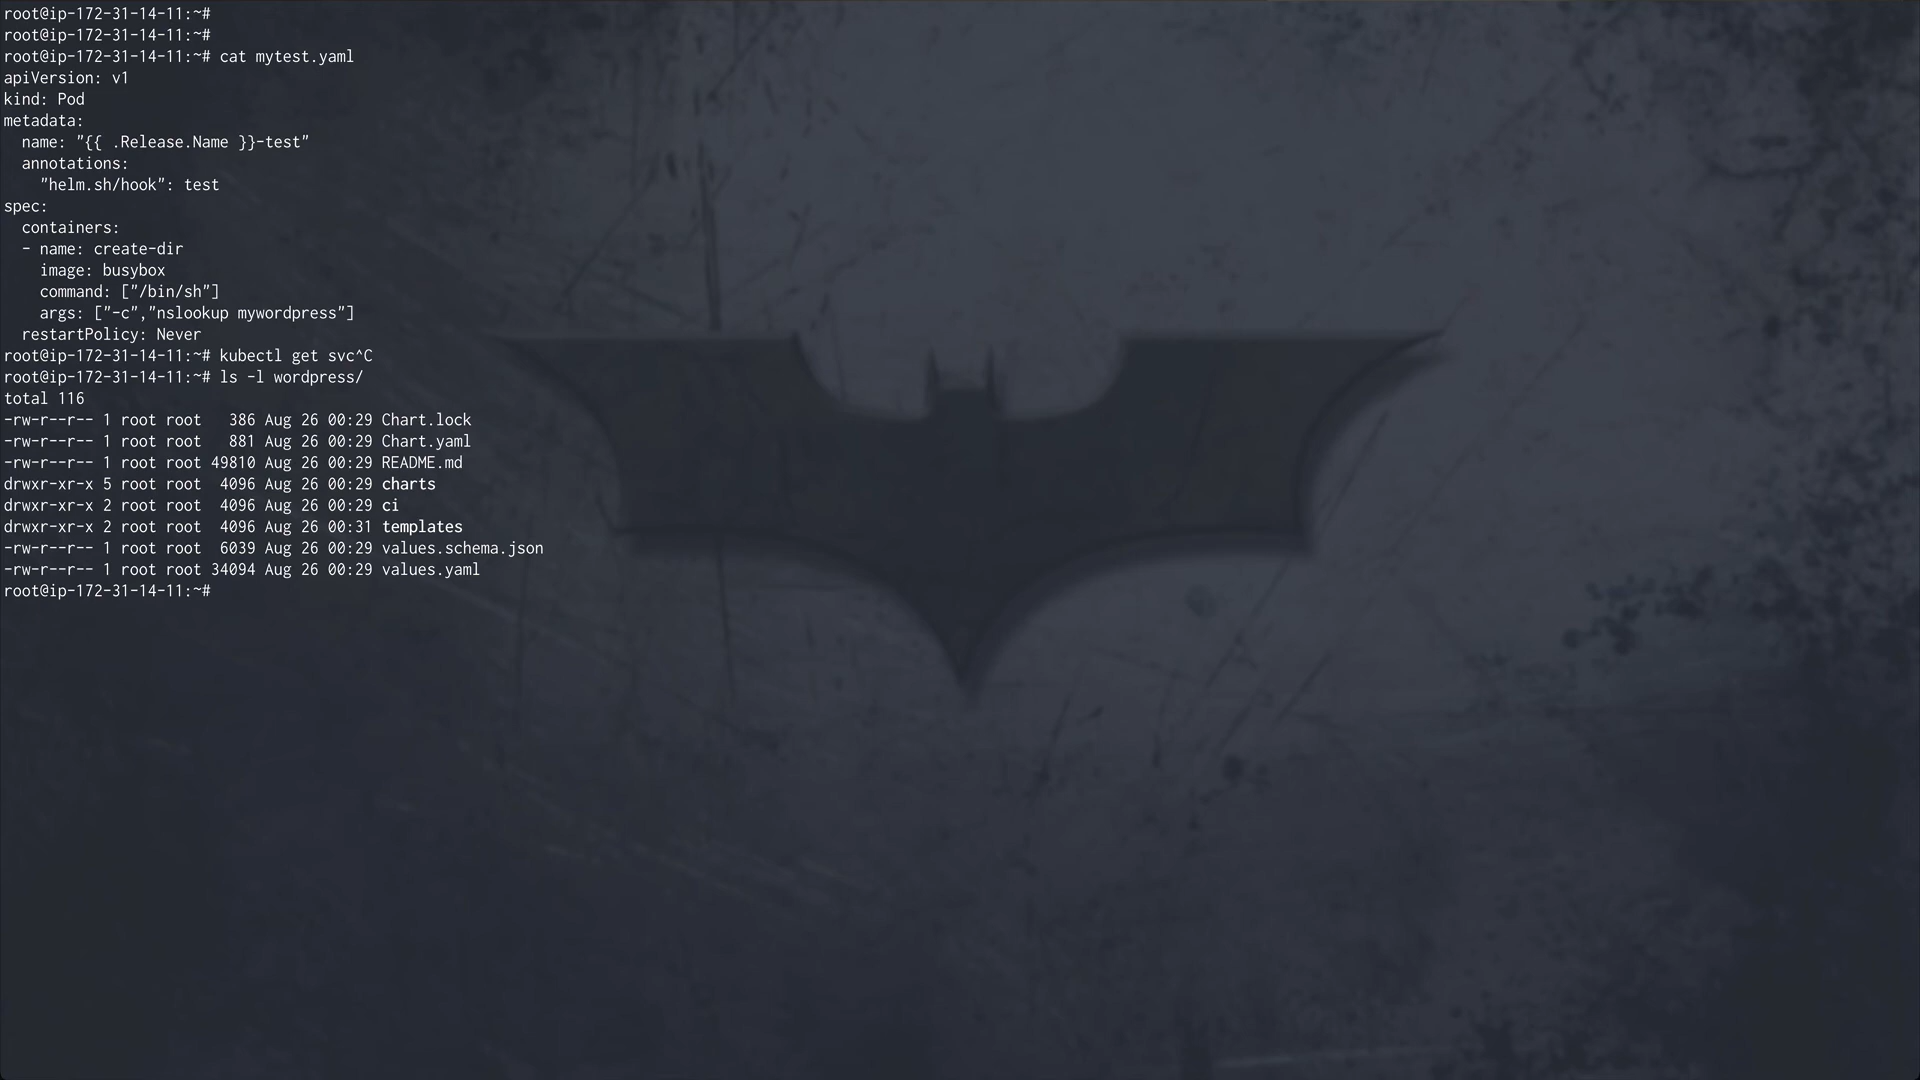 root@ip-172-31-14-11:~#
root@ip-172-31-14-11:~#
root@ip-172-31-14-11:~# cat mytest.yaml
apiVersion: v1
kind: Pod
metadata:
  name: "{{ .Release.Name }}-test"
  annotations:
    "helm.sh/hook": test
spec:
  containers:
  - name: create-dir
    image: busybox
    command: ["/bin/sh"]
    args: ["-c","nslookup mywordpress"]
  restartPolicy: Never
root@ip-172-31-14-11:~# kubectl get svc^C
root@ip-172-31-14-11:~# ls -l wordpress/
total 116
-rw-r--r-- 1 root root   386 Aug 26 00:29 Chart.lock
-rw-r--r-- 1 root root   881 Aug 26 00:29 Chart.yaml
-rw-r--r-- 1 root root 49810 Aug 26 00:29 README.md
drwxr-xr-x 5 root root  4096 Aug 26 00:29 charts
drwxr-xr-x 2 root root  4096 Aug 26 00:29 ci
drwxr-xr-x 2 root root  4096 Aug 26 00:31 templates
-rw-r--r-- 1 root root  6039 Aug 26 00:29 values.schema.json
-rw-r--r-- 1 root root 34094 Aug 26 00:29 values.yaml
root@ip-172-31-14-11:~#